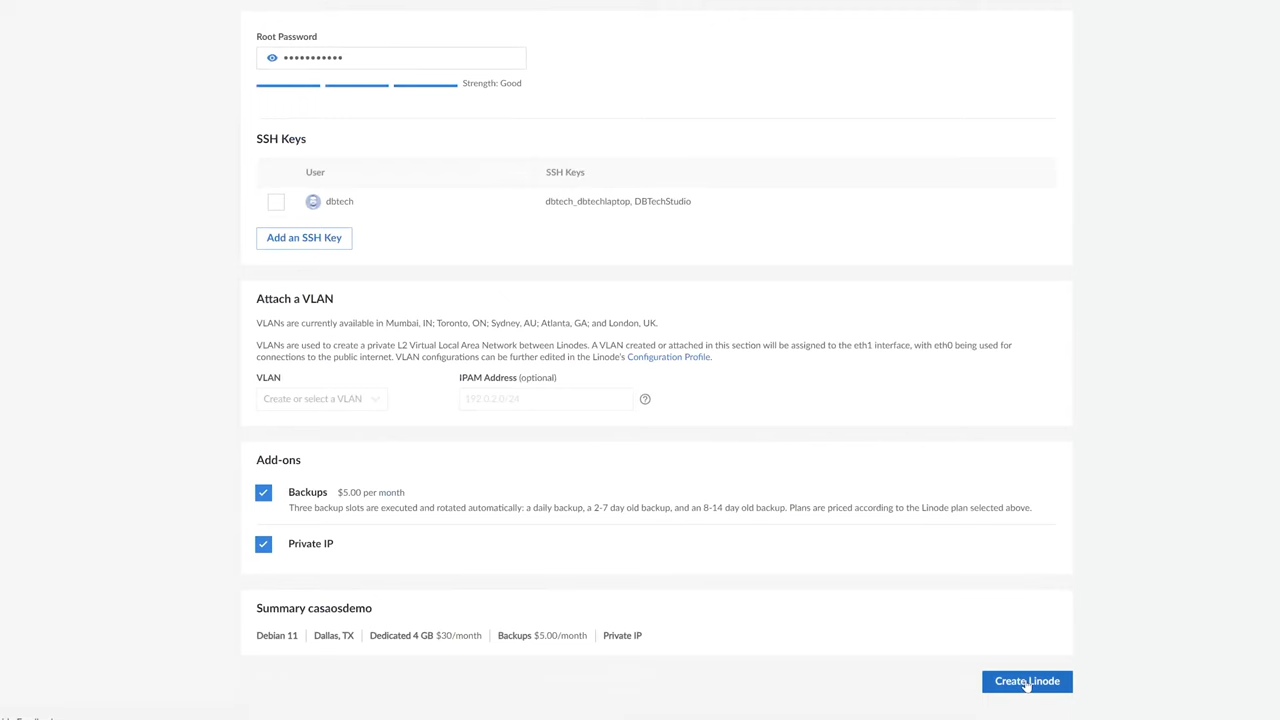 Root Password
•••••••••••
Strength: Good
SSH Keys
User SSH Keys
dbtech dbtech_dbtechlaptop, DBTechStudio
Add an SSH Key
Attach a VLAN
VLANs are currently available in Mumbai, IN; Toronto, ON; Sydney, AU; Atlanta, GA; and London, UK.
VLANs are used to create a private L2 Virtual Local Area Network between Linodes. A VLAN created or attached in this section will be assigned to the eth1 interface, with eth0 being used for
connections to the public internet. VLAN configurations can be further edited in the Linode's Configuration Profile.
VLAN IPAM Address (optional)
Create or select a VLAN 192.0.2.0/24
Add-ons
Backups $5.00 per month
Three backup slots are executed and rotated automatically: a daily backup, a 2-7 day old backup, and an 8-14 day old backup. Plans are priced according to the Linode plan selected above.
Private IP
Summary casaosdemo
Debian 11 Dallas, TX Dedicated 4 GB $30/month Backups $5.00/month Private IP
Create Linode